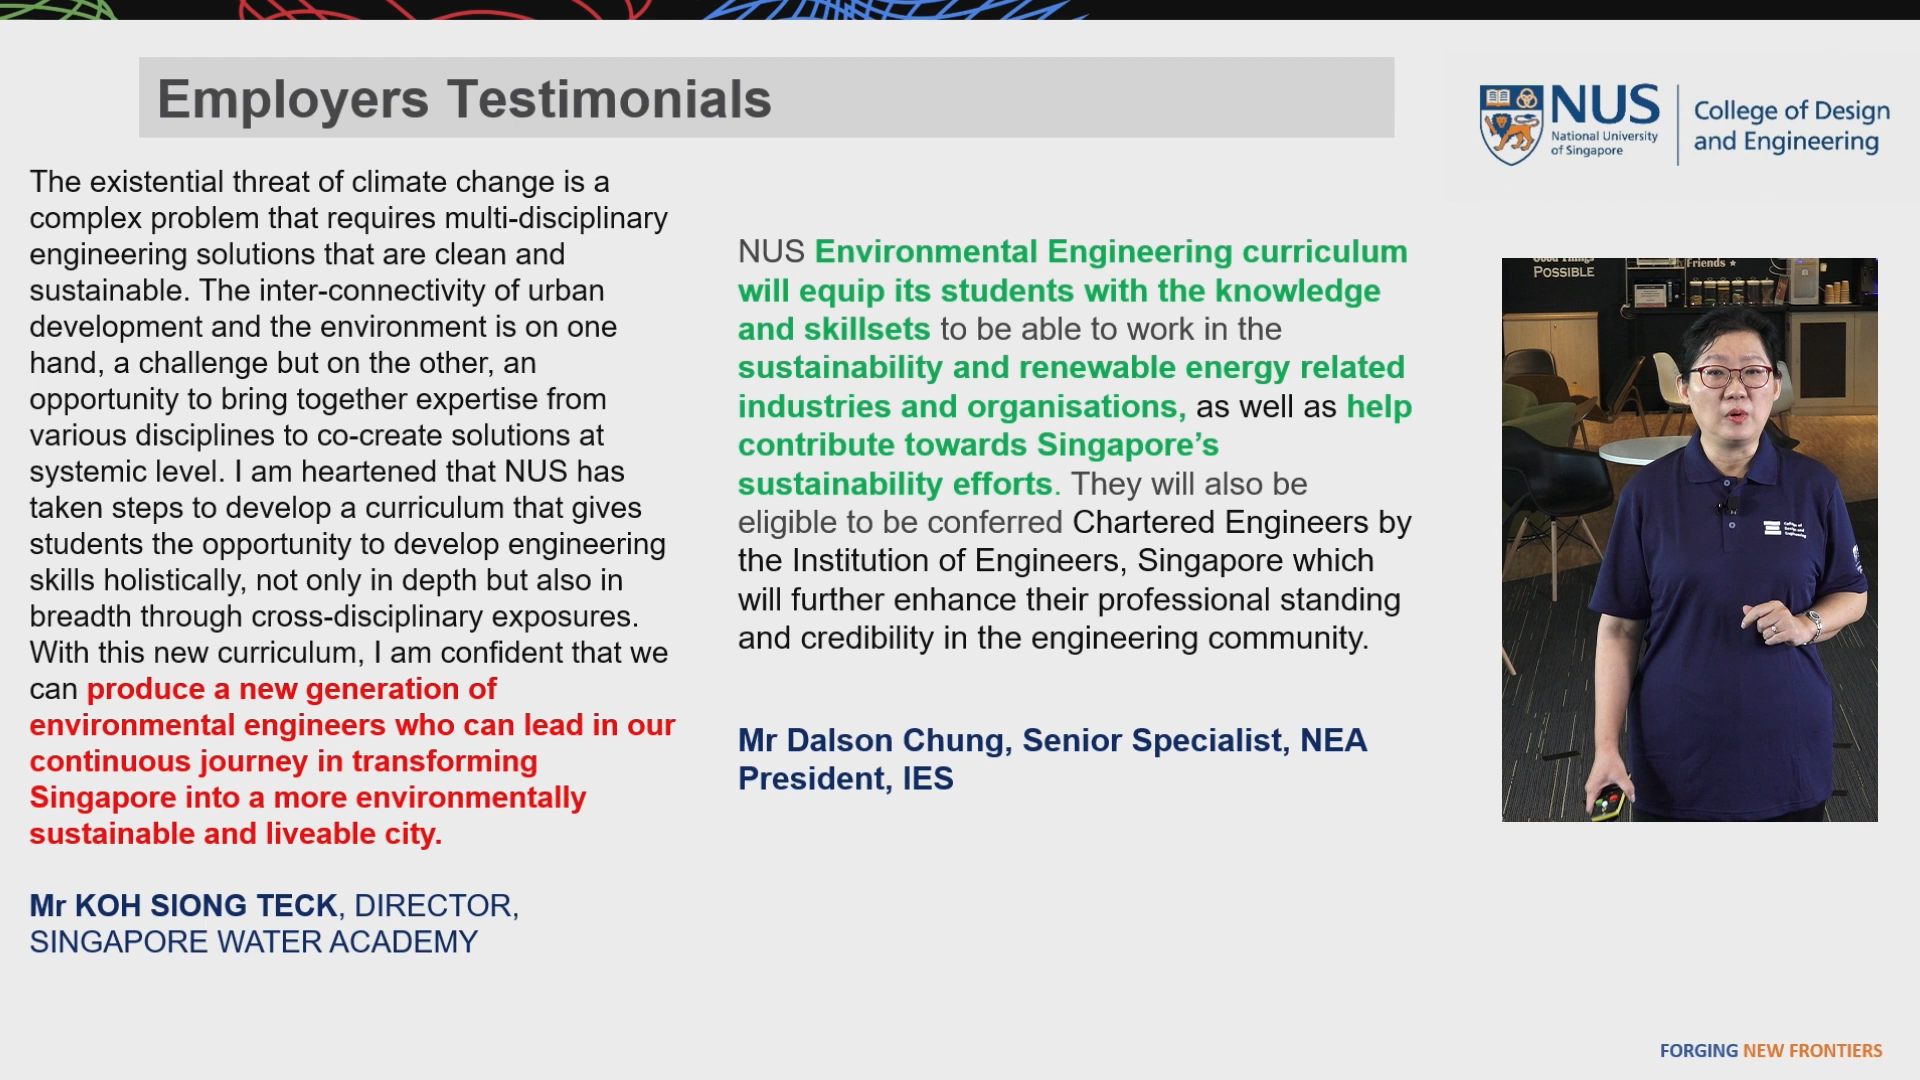 Employers Testimonials
NUS
National University
of Singapore
College of Design
and Engineering
The existential threat of climate change is a
complex problem that requires multi-disciplinary
engineering solutions that are clean and
sustainable. The inter-connectivity of urban
development and the environment is on one
hand, a challenge but on the other, an
opportunity to bring together expertise from
various disciplines to co-create solutions at
systemic level. I am heartened that NUS has
taken steps to develop a curriculum that gives
students the opportunity to develop engineering
skills holistically, not only in depth but also in
breadth through cross-disciplinary exposures.
With this new curriculum, I am confident that we
can produce a new generation of
environmental engineers who can lead in our
continuous journey in transforming
Singapore into a more environmentally
sustainable and liveable city.
Mr KOH SIONG TECK, DIRECTOR,
SINGAPORE WATER ACADEMY
NUS Environmental Engineering curriculum
will equip its students with the knowledge
and skillsets to be able to work in the
sustainability and renewable energy related
industries and organisations, as well as help
contribute towards Singapore’s
sustainability efforts. They will also be
eligible to be conferred Chartered Engineers by
the Institution of Engineers, Singapore which
will further enhance their professional standing
and credibility in the engineering community.
Mr Dalson Chung, Senior Specialist, NEA
President, IES
Good Things
POSSIBLE
Friends
College of
Design and
Engineering
FORGING NEW FRONTIERS